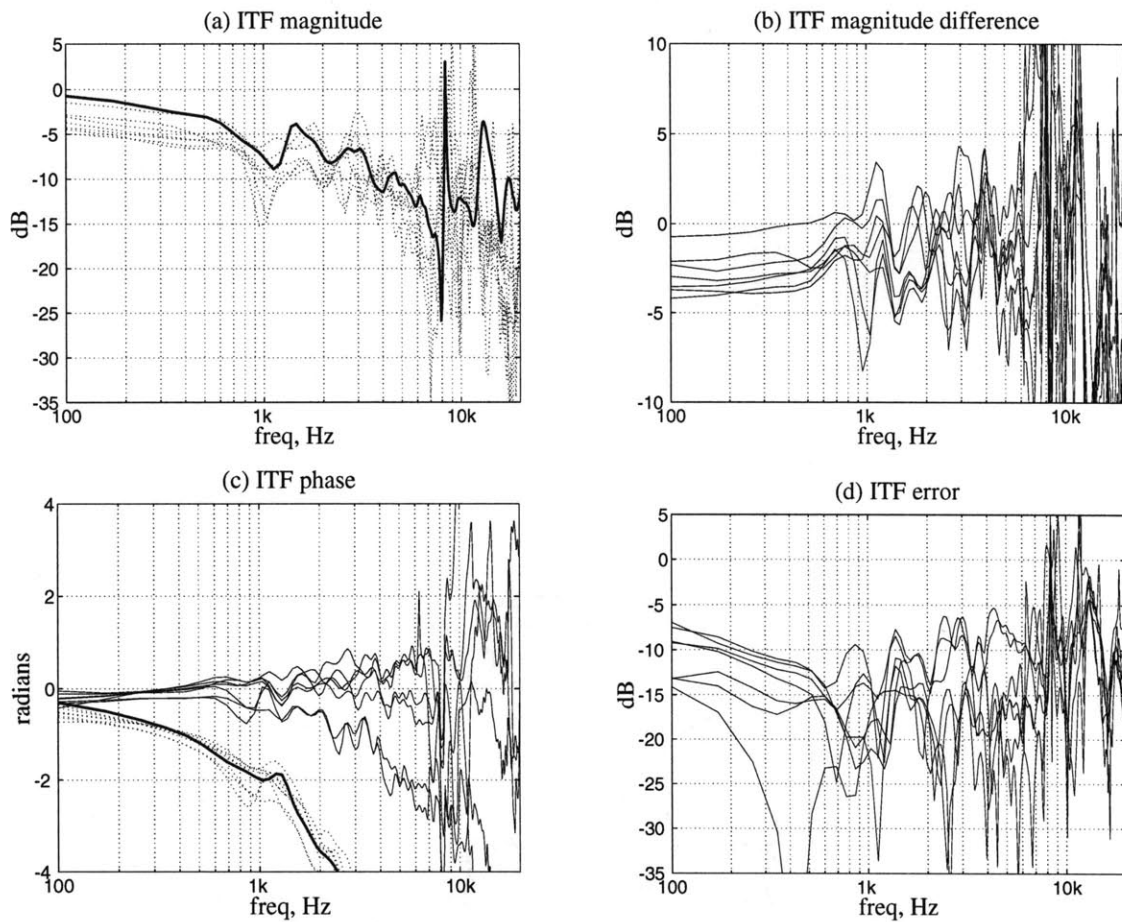 (a) ITF magnitude
5
0
-5
-10
-15
-20
-25
-30
-35
dB
100
1k
10k
freq, Hz
(b) ITF magnitude difference
10
5
0
-5
-10
dB
100
1k
10k
freq, Hz
(c) ITF phase
4
2
0
-2
-4
radians
100
1k
10k
freq, Hz
(d) ITF error
5
0
-5
-10
-15
-20
-25
-30
-35
dB
100
1k
10k
freq, Hz